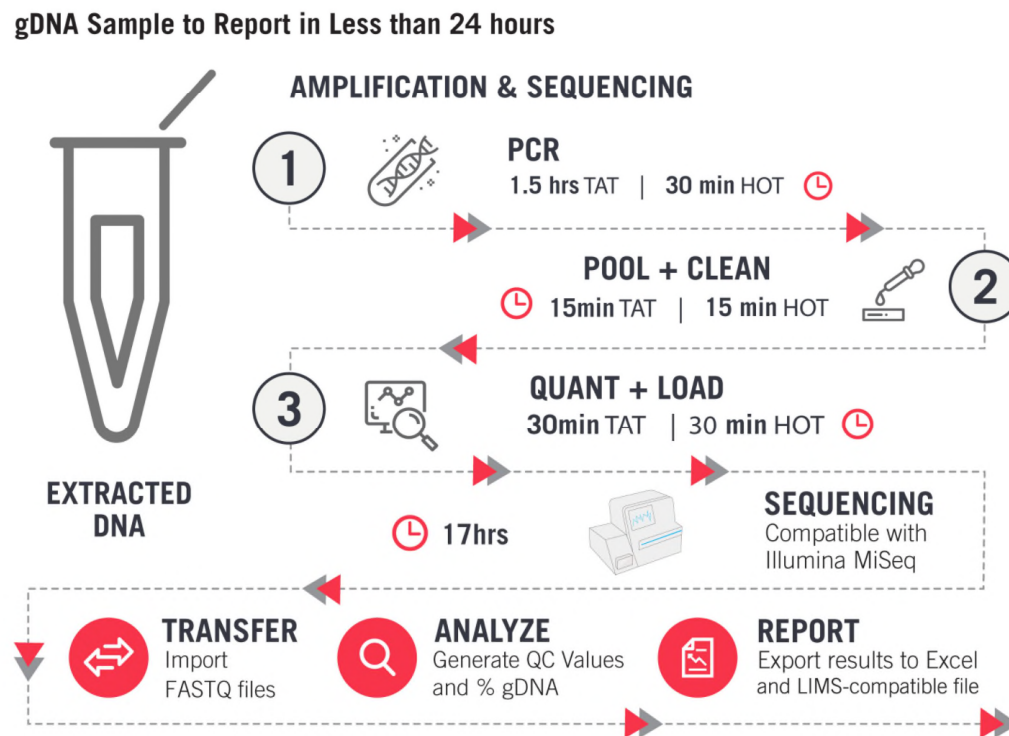 gDNA Sample to Report in Less than 24 hours
AMPLIFICATION & SEQUENCING
1
PCR
1.5 hrs TAT | 30 min HOT
POOL + CLEAN
15min TAT | 15 min HOT
2
3
QUANT + LOAD
30min TAT | 30 min HOT
EXTRACTED
DNA
17hrs
SEQUENCING
Compatible with
Illumina MiSeq
TRANSFER
Import
FASTQ files
ANALYZE
Generate QC Values
and % gDNA
REPORT
Export results to Excel
and LIMS-compatible file